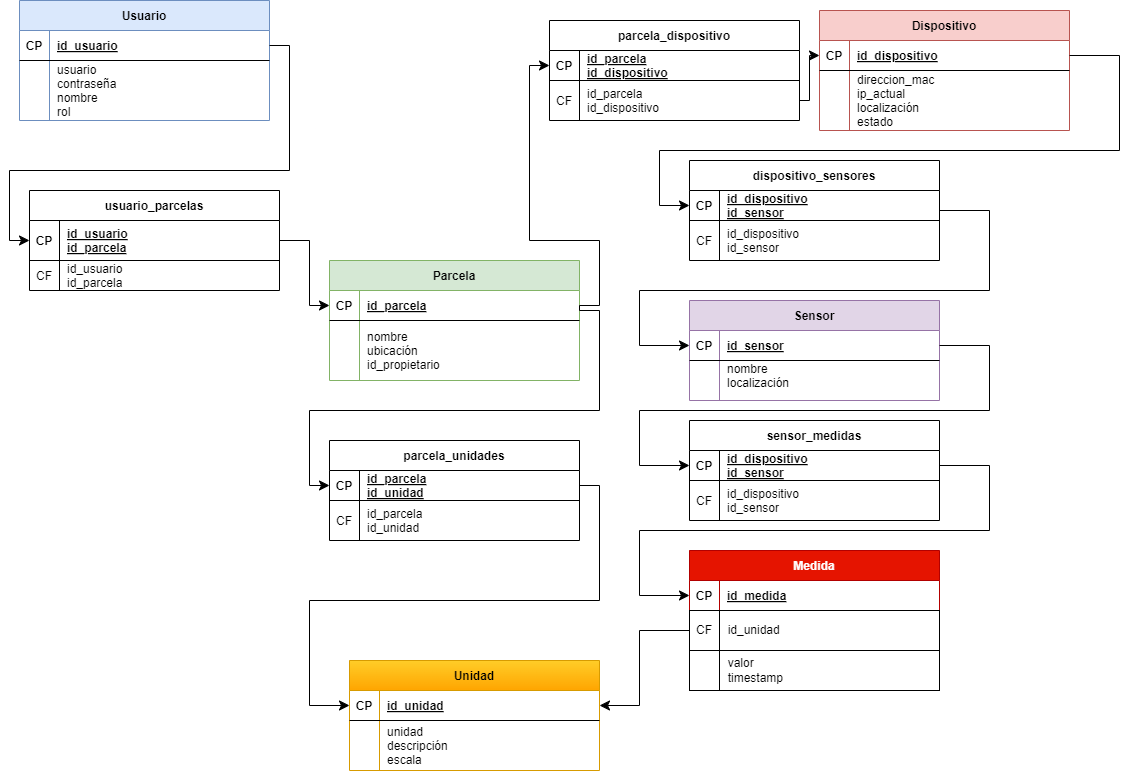 Usuario
CP
id_usuario
usuario
contraseña
nombre
rol
usuario_parcelas
CP
id_usuario
id_parcela
CF
id_usuario
id_parcela
Parcela
CP
id_parcela
nombre
ubicación
id_propietario
parcela_unidades
CP
id_parcela
id_unidad
CF
id_parcela
id_unidad
Unidad
CP
id_unidad
unidad
descripción
escala
parcela_dispositivo
CP
id_parcela
id_dispositivo
CF
id_parcela
id_dispositivo
Dispositivo
CP
id_dispositivo
direccion_mac
ip_actual
localización
estado
dispositivo_sensores
CP
id_dispositivo
id_sensor
CF
id_dispositivo
id_sensor
Sensor
CP
id_sensor
nombre
localización
sensor_medidas
CP
id_dispositivo
id_sensor
CF
id_dispositivo
id_sensor
Medida
CP
id_medida
CF
id_unidad
valor
timestamp